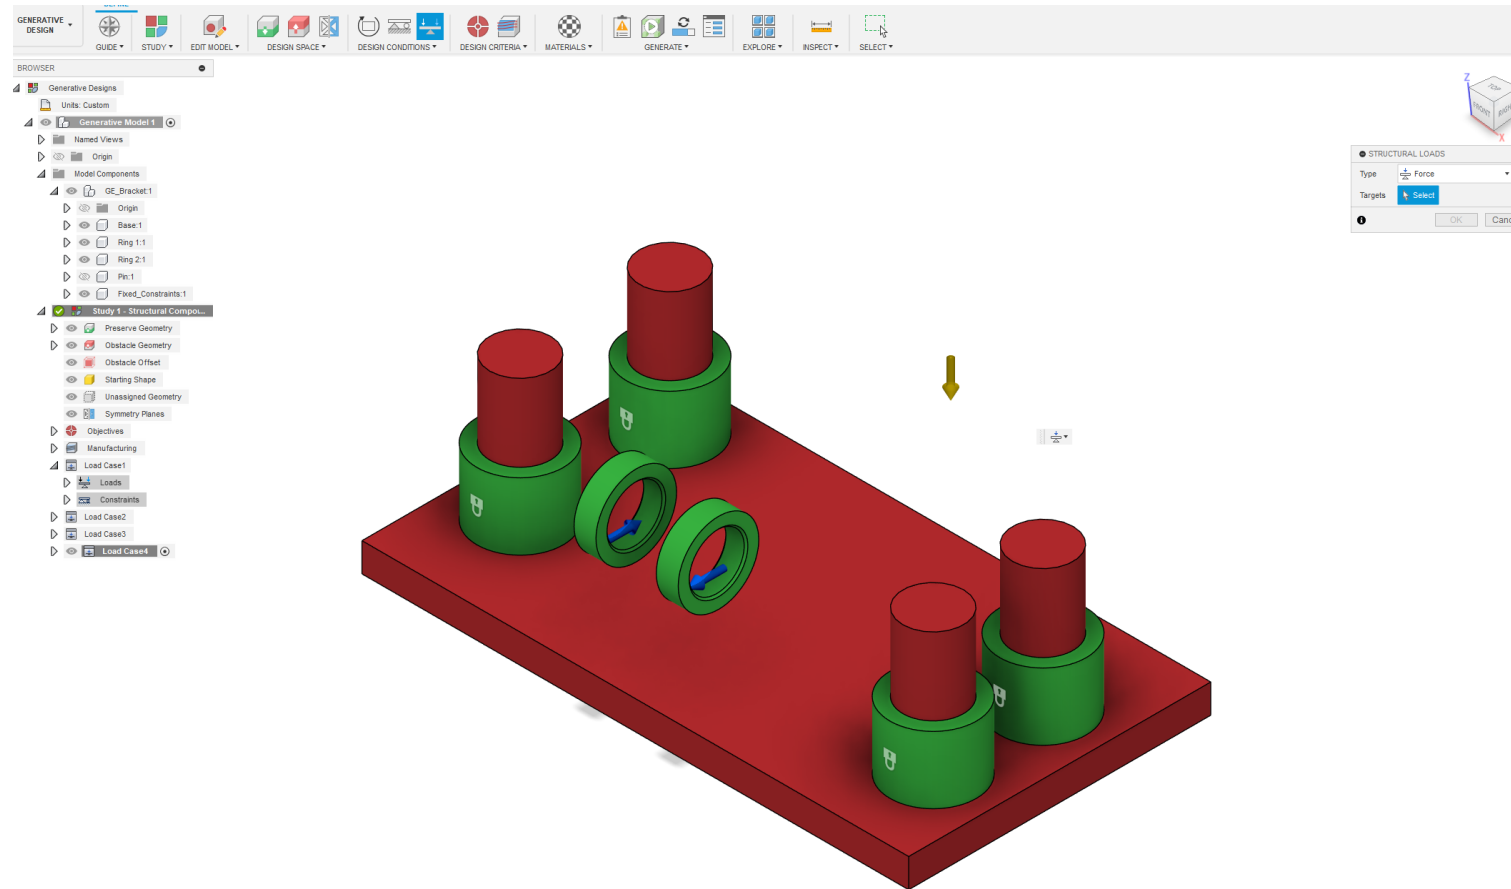 GENERATIVE
DESIGN
GUIDE
STUDY
EDIT MODEL
DESIGN SPACE
DESIGN CONDITIONS
DESIGN CRITERIA
MATERIALS
GENERATE
EXPLORE
INSPECT
SELECT
BROWSER
Generative Designs
Units: Custom
Generative Model 1
Named Views
Origin
Model Components
GE_Bracket:1
Origin
Base:1
Ring 1:1
Ring 2:1
Pin:1
Fixed_Constraints:1
Study 1 - Structural Compo...
Preserve Geometry
Obstacle Geometry
Obstacle Offset
Starting Shape
Unassigned Geometry
Symmetry Planes
Objectives
Manufacturing
Load Case1
Loads
Constraints
Load Case2
Load Case3
Load Case4
Z
TOP
FRONT
X
STRUCTURAL LOADS
Type
Force
Targets
Select
OK
Canc